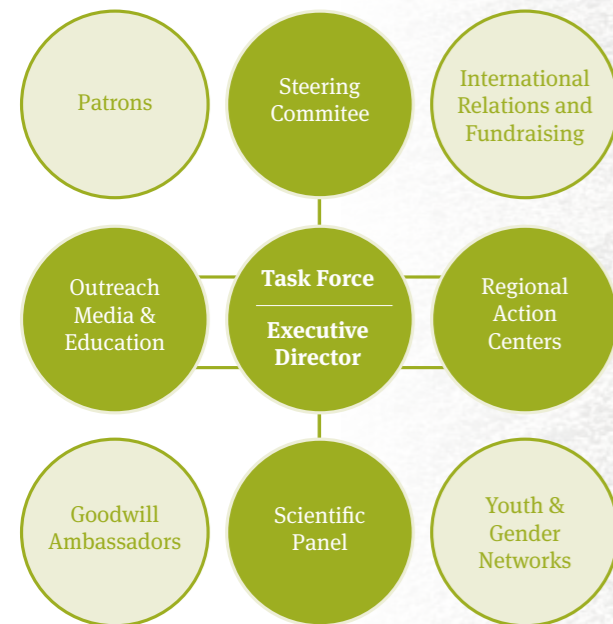 Patrons
Steering
Commitee
International
Relations and
Fundraising
Outreach
Media &
Education
Task Force
Executive
Director
Regional
Action
Centers
Goodwill
Ambassadors
Scientific
Panel
Youth &
Gender
Networks